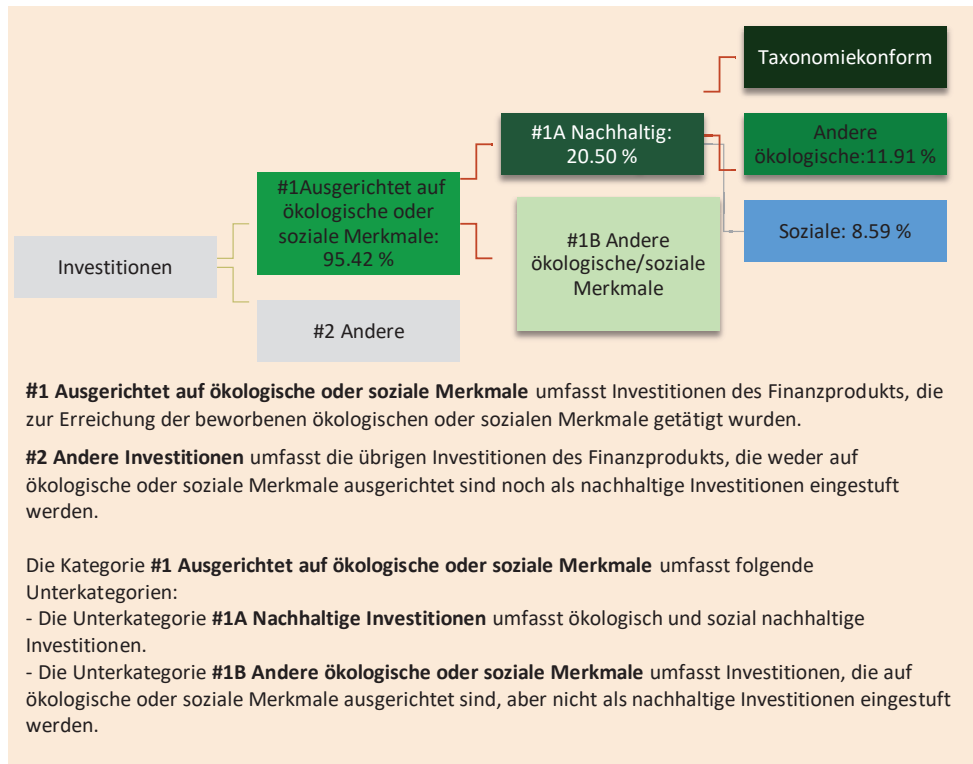 Taxonomiekonform
#1A Nachhaltig:
20.50 %
Andere
ökologische:11.91 %
#1Ausgerichtet auf
ökologische oder
soziale Merkmale:
95.42 %
Soziale: 8.59 %
#1B Andere
ökologische/soziale
Merkmale
Investitionen
#2 Andere
#1 Ausgerichtet auf ökologische oder soziale Merkmale umfasst Investitionen des Finanzprodukts, die
zur Erreichung der beworbenen ökologischen oder sozialen Merkmale getätigt wurden.
#2 Andere Investitionen umfasst die übrigen Investitionen des Finanzprodukts, die weder auf
ökologische oder soziale Merkmale ausgerichtet sind noch als nachhaltige Investitionen eingestuft
werden.
Die Kategorie #1 Ausgerichtet auf ökologische oder soziale Merkmale umfasst folgende
Unterkategorien:
- Die Unterkategorie #1A Nachhaltige Investitionen umfasst ökologisch und sozial nachhaltige
Investitionen.
- Die Unterkategorie #1B Andere ökologische oder soziale Merkmale umfasst Investitionen, die auf
ökologische oder soziale Merkmale ausgerichtet sind, aber nicht als nachhaltige Investitionen eingestuft
werden.